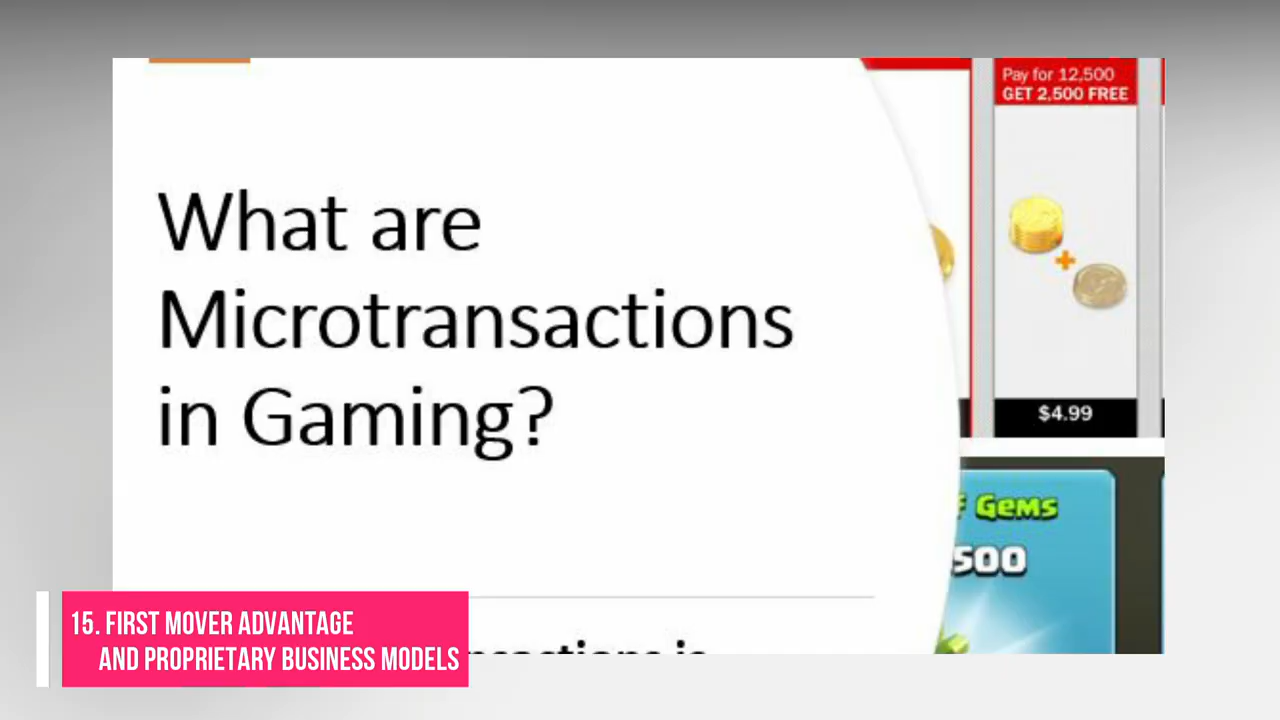 What are
Microtransactions
in Gaming?
Pay for 12,500
GET 2,500 FREE
$4.99
Gems
500
15. FIRST MOVER ADVANTAGE
AND PROPRIETARY BUSINESS MODELS